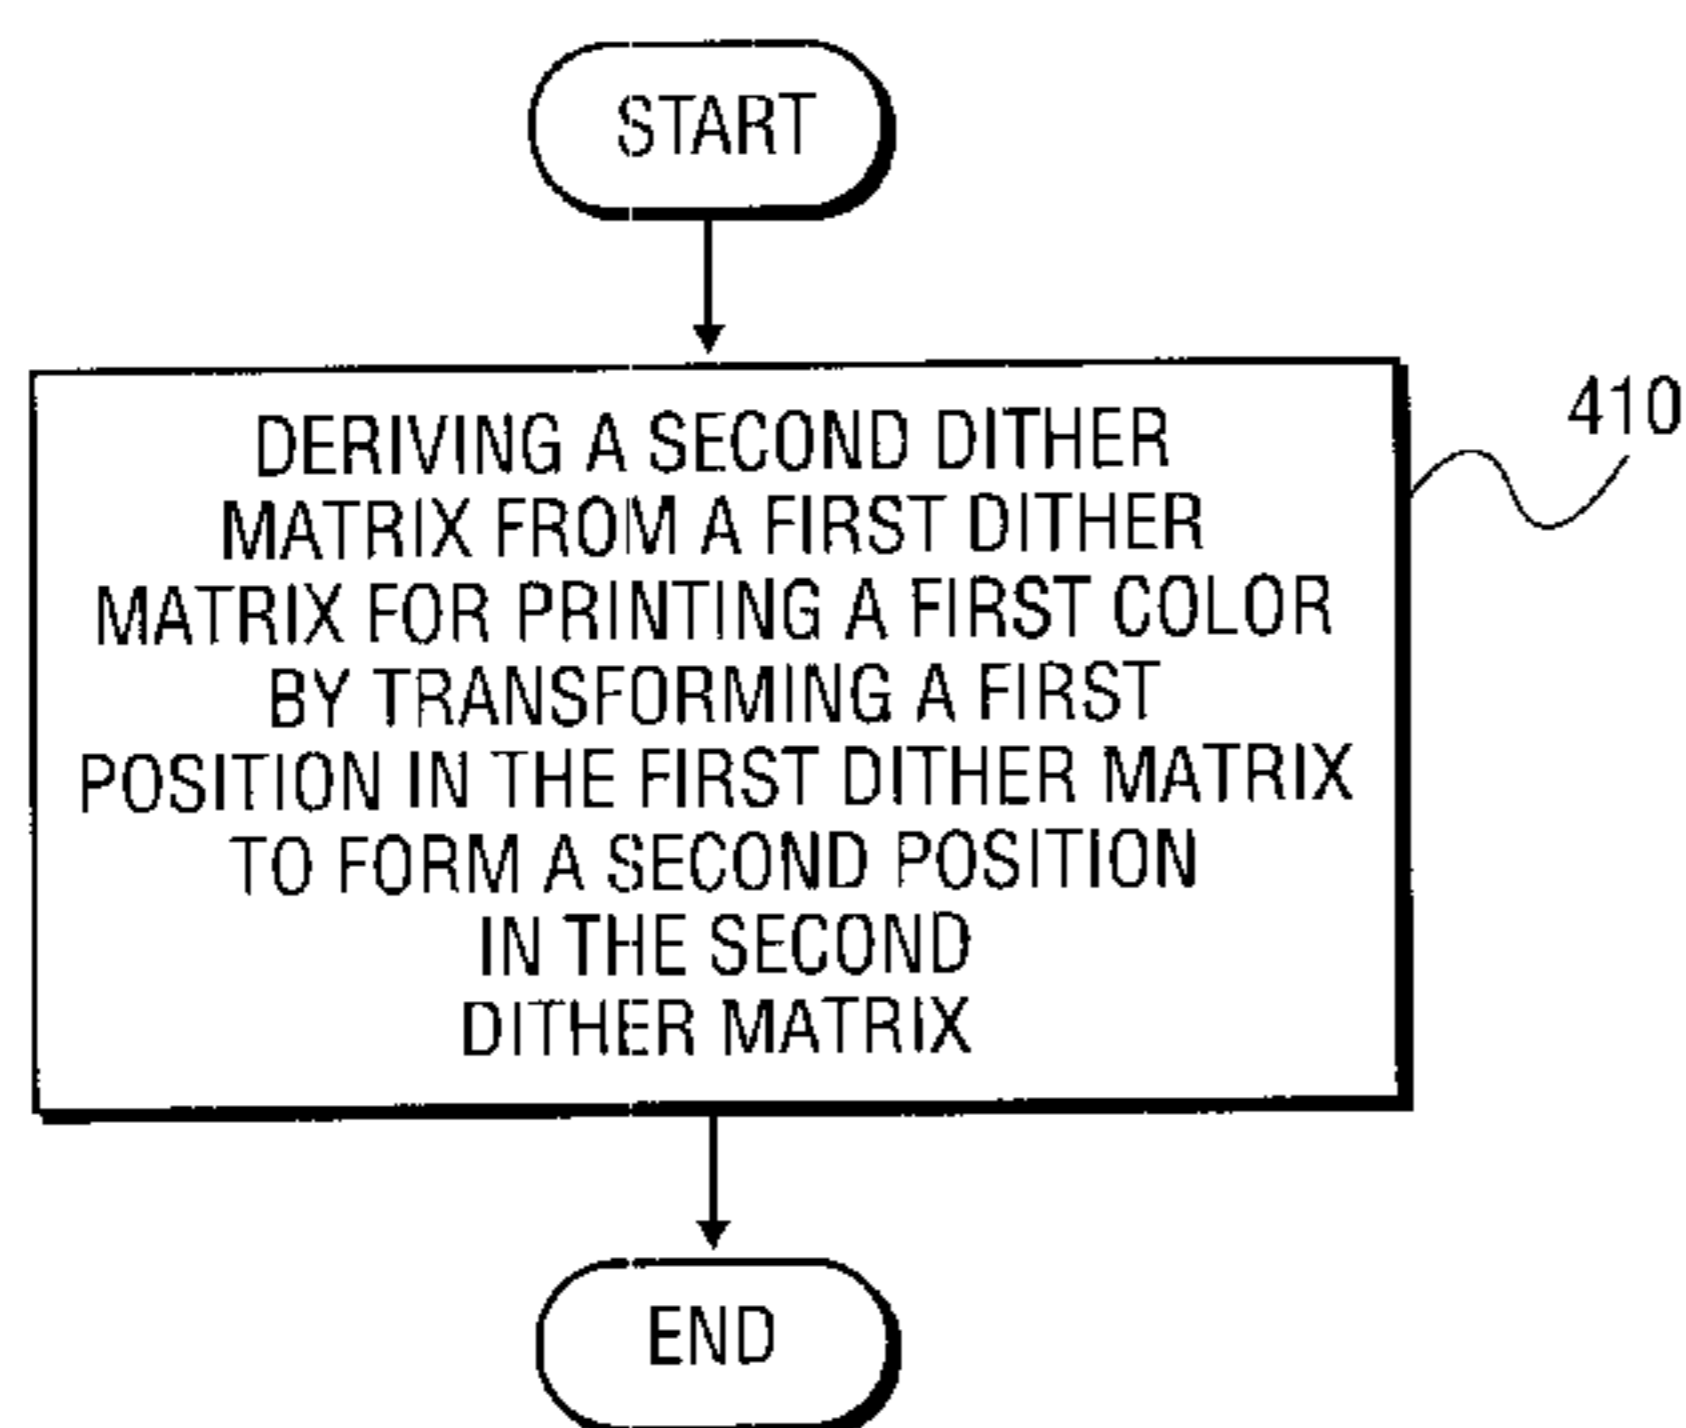 START
410
DERIVING A SECOND DITHER
MATRIX FROM A FIRST DITHER
MATRIX FOR PRINTING A FIRST COLOR
BY TRANSFORMING A FIRST
POSITION IN THE FIRST DITHER MATRIX
TO FORM A SECOND POSITION
IN THE SECOND
DITHER MATRIX
END